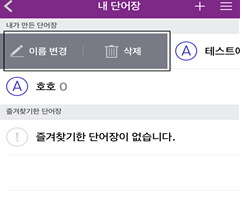 내 단어장
내가 만든 단어장
이름 변경 삭제 A 테스트
A 호호 0
즐겨찾기한 단어장
! 즐겨찾기한 단어장이 없습니다.